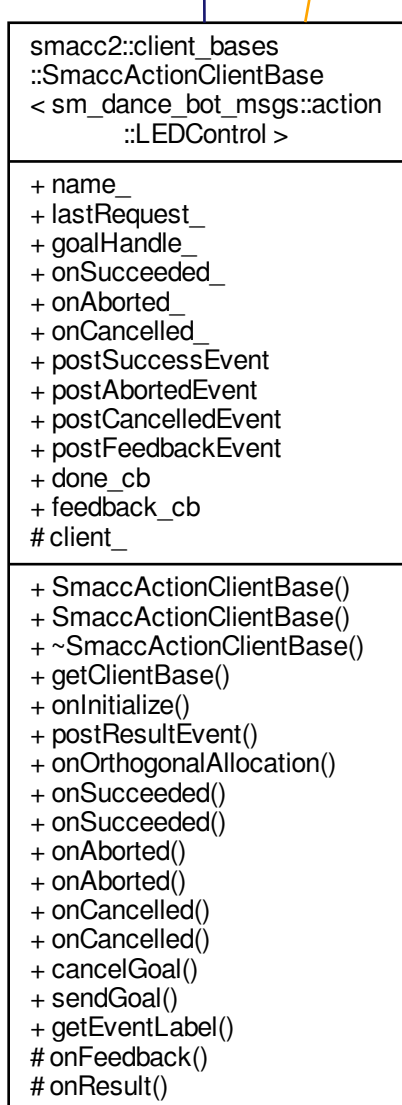 smacc2::client_bases
::SmaccActionClientBase
< sm_dance_bot_msgs::action
::LEDControl >
+ name_
+ lastRequest_
+ goalHandle_
+ onSucceeded_
+ onAborted_
+ onCancelled_
+ postSuccessEvent
+ postAbortedEvent
+ postCancelledEvent
+ postFeedbackEvent
+ done_cb
+ feedback_cb
# client_
+ SmaccActionClientBase()
+ SmaccActionClientBase()
+ ~SmaccActionClientBase()
+ getClientBase()
+ onInitialize()
+ postResultEvent()
+ onOrthogonalAllocation()
+ onSucceeded()
+ onSucceeded()
+ onAborted()
+ onAborted()
+ onCancelled()
+ onCancelled()
+ cancelGoal()
+ sendGoal()
+ getEventLabel()
# onFeedback()
# onResult()